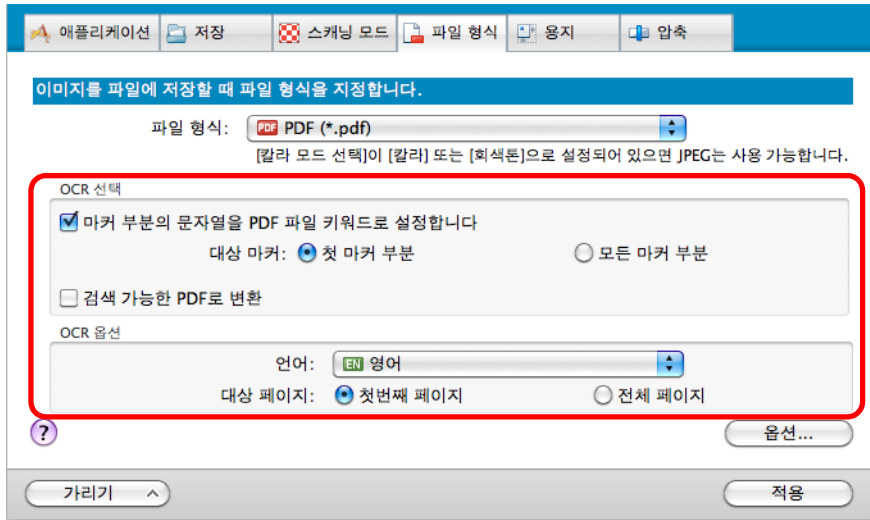 애플리케이션 저장 스캐닝 모드 파일 형식 용지 압축
이미지를 파일에 저장할 때 파일 형식을 지정합니다.
파일 형식: PDF PDF (*.pdf)
[칼라 모드 선택]이 [칼라] 또는 [회색톤]으로 설정되어 있으면 JPEG는 사용 가능합니다.
OCR 선택
마커 부분의 문자열을 PDF 파일 키워드로 설정합니다
대상 마커: 첫 마커 부분 모든 마커 부분
검색 가능한 PDF로 변환
OCR 옵션
언어: EN 영어
대상 페이지: 첫번째 페이지 전체 페이지
? 옵션...
가리기 적용